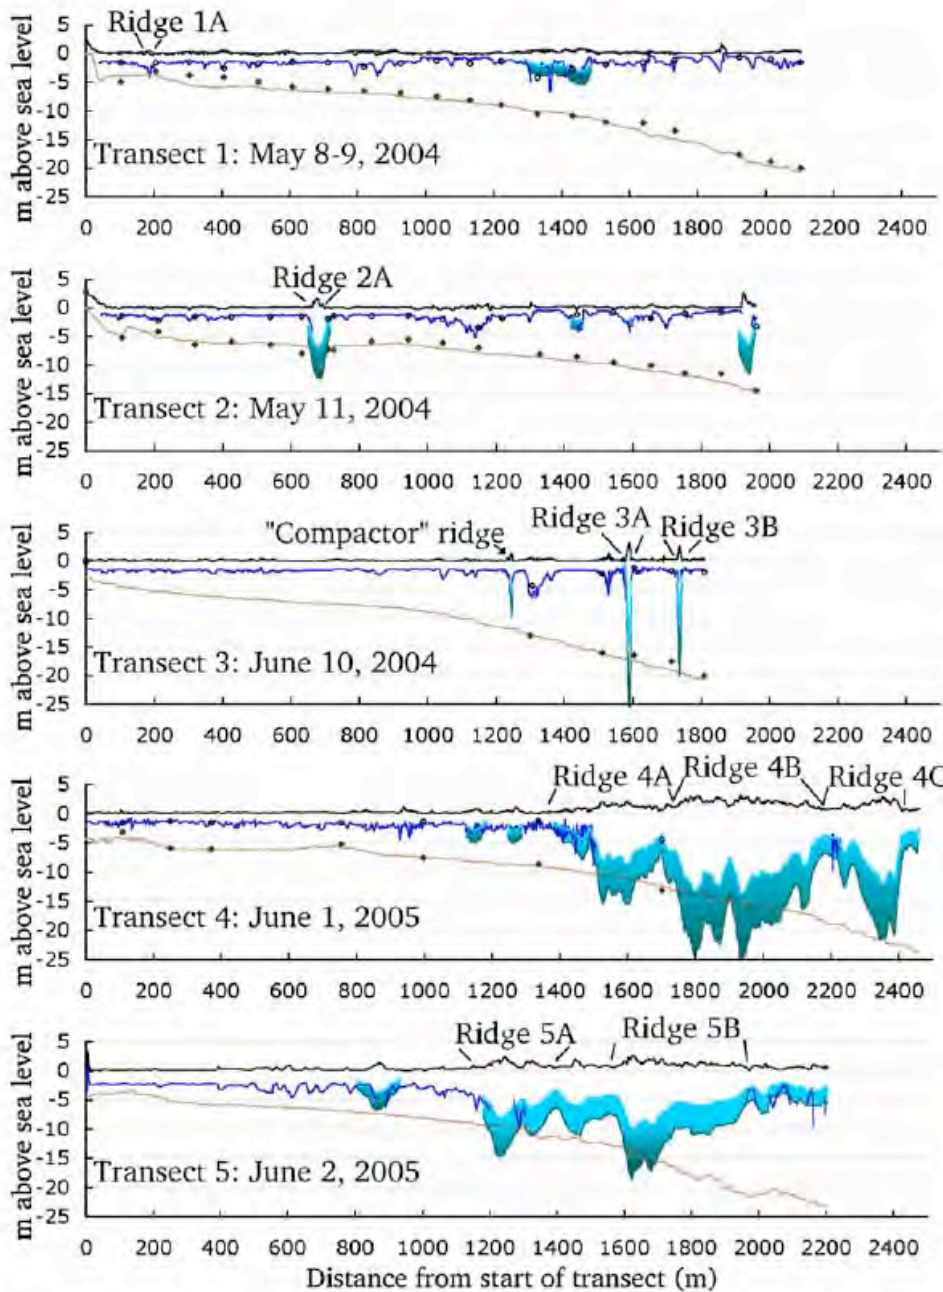 m above sea level
Ridge 1A
5
0
-5
-10
-15
-20
-25
Transect 1: May 8-9, 2004
0 200 400 600 800 1000 1200 1400 1600 1800 2000 2200 2400
m above sea level
Ridge 2A
5
0
-5
-10
-15
-20
-25
Transect 2: May 11, 2004
0 200 400 600 800 1000 1200 1400 1600 1800 2000 2200 2400
m above sea level
"Compactor" ridge
Ridge 3A
Ridge 3B
5
0
-5
-10
-15
-20
-25
Transect 3: June 10, 2004
0 200 400 600 800 1000 1200 1400 1600 1800 2000 2200 2400
m above sea level
Ridge 4A
Ridge 4B
Ridge 4C
5
0
-5
-10
-15
-20
-25
Transect 4: June 1, 2005
0 200 400 600 800 1000 1200 1400 1600 1800 2000 2200 2400
m above sea level
Ridge 5A
Ridge 5B
5
0
-5
-10
-15
-20
-25
Transect 5: June 2, 2005
0 200 400 600 800 1000 1200 1400 1600 1800 2000 2200 2400
Distance from start of transect (m)